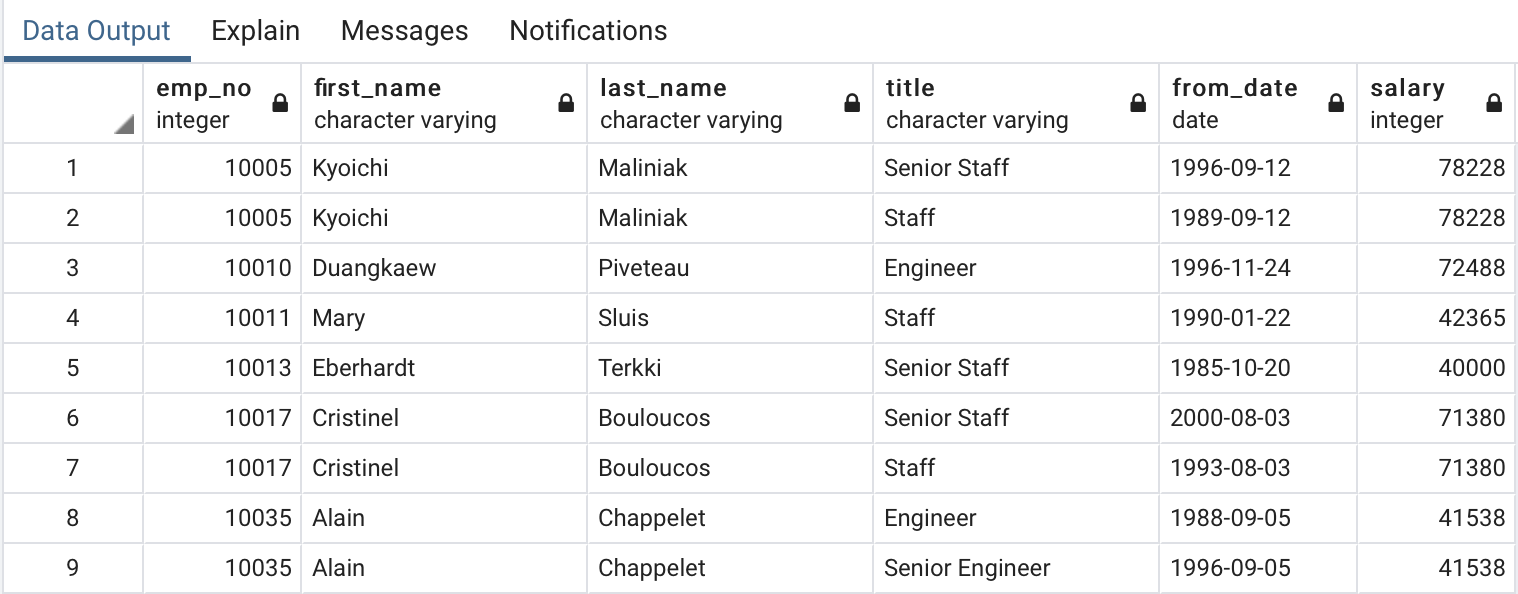 Data Output Explain Messages Notifications
emp_no first_name last_name title from_date salary
integer character varying character varying character varying date integer
1 10005 Kyoichi Maliniak Senior Staff 1996-09-12 78228
2 10005 Kyoichi Maliniak Staff 1989-09-12 78228
3 10010 Duangkaew Piveteau Engineer 1996-11-24 72488
4 10011 Mary Sluis Staff 1990-01-22 42365
5 10013 Eberhardt Terkki Senior Staff 1985-10-20 40000
6 10017 Cristinel Bouloucos Senior Staff 2000-08-03 71380
7 10017 Cristinel Bouloucos Staff 1993-08-03 71380
8 10035 Alain Chappelet Engineer 1988-09-05 41538
9 10035 Alain Chappelet Senior Engineer 1996-09-05 41538